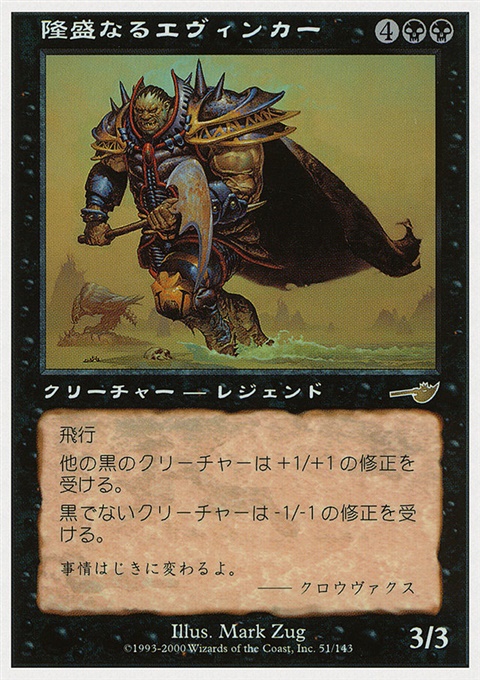 隆盛なるエヴィンカー 4
クリーチャー — レジェンド
飛行
他の黒のクリーチャーは +1/+1 の修正を
受ける。
黒でないクリーチャーは -1/-1 の修正を受
ける。
事情はじきに変わるよ。
—— クロウヴァクス
Illus. Mark Zug
©1993-2000 Wizards of the Coast, Inc. 51/143
3/3